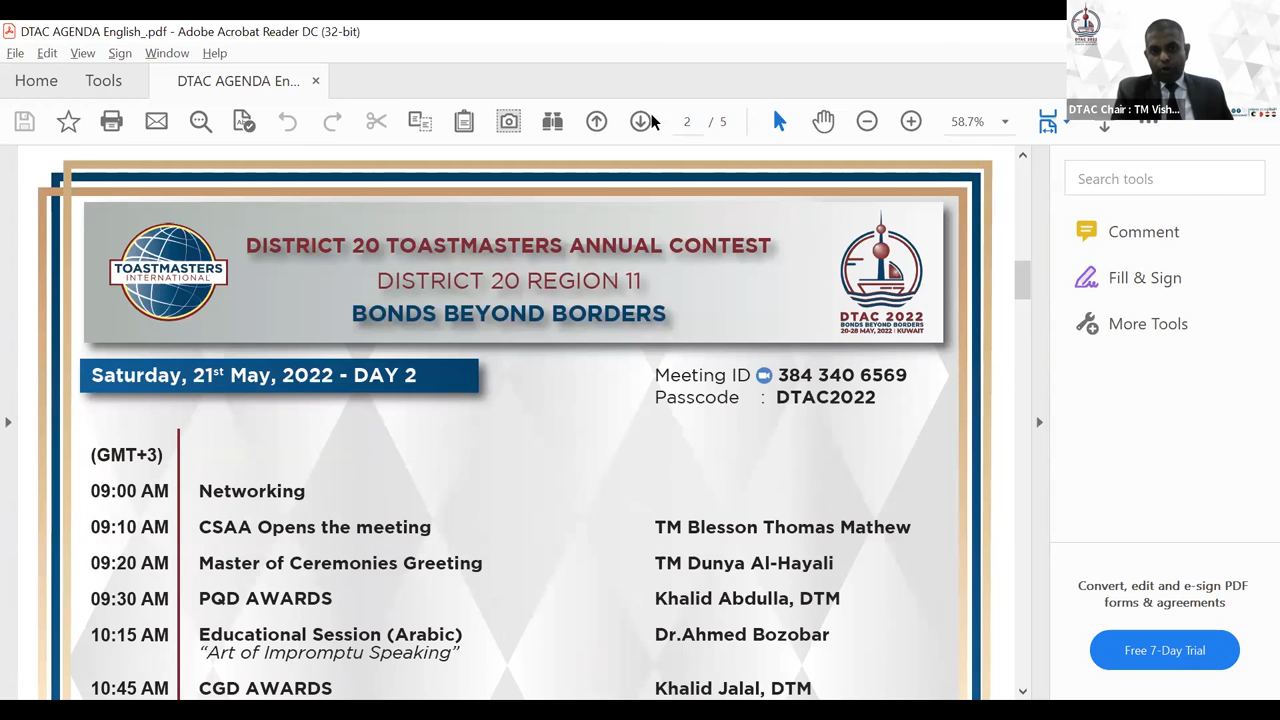 DTAC AGENDA English_.pdf - Adobe Acrobat Reader DC (32-bit)
File Edit View Sign Window Help
Home Tools DTAC AGENDA En... ×
2 / 5 58.7%
DTAC 2022
DTAC Chair : TM Vish...
Search tools
Comment
Fill & Sign
More Tools
Convert, edit and e-sign PDF
forms & agreements
Free 7-Day Trial
TOASTMASTERS
INTERNATIONAL
DISTRICT 20 TOASTMASTERS ANNUAL CONTEST
DISTRICT 20 REGION 11
BONDS BEYOND BORDERS
DTAC 2022
BONDS BEYOND BORDERS
20-28 MAY, 2022 | KUWAIT
Saturday, 21st May, 2022 - DAY 2
Meeting ID 384 340 6569
Passcode : DTAC2022
(GMT+3)
09:00 AM Networking
09:10 AM CSAA Opens the meeting TM Blesson Thomas Mathew
09:20 AM Master of Ceremonies Greeting TM Dunya Al-Hayali
09:30 AM PQD AWARDS Khalid Abdulla, DTM
10:15 AM Educational Session (Arabic) Dr.Ahmed Bozobar
“Art of Impromptu Speaking”
10:45 AM CGD AWARDS Khalid Jalal, DTM